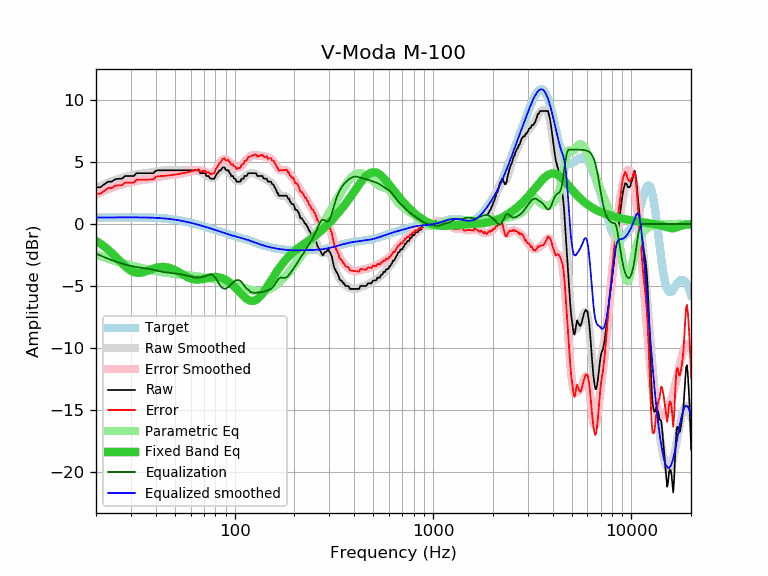 V-Moda M-100
10
5
0
−5
−10
−15
−20
Amplitude (dBr)
Target
Raw Smoothed
Error Smoothed
Raw
Error
Parametric Eq
Fixed Band Eq
Equalization
Equalized smoothed
100 1000 10000
Frequency (Hz)